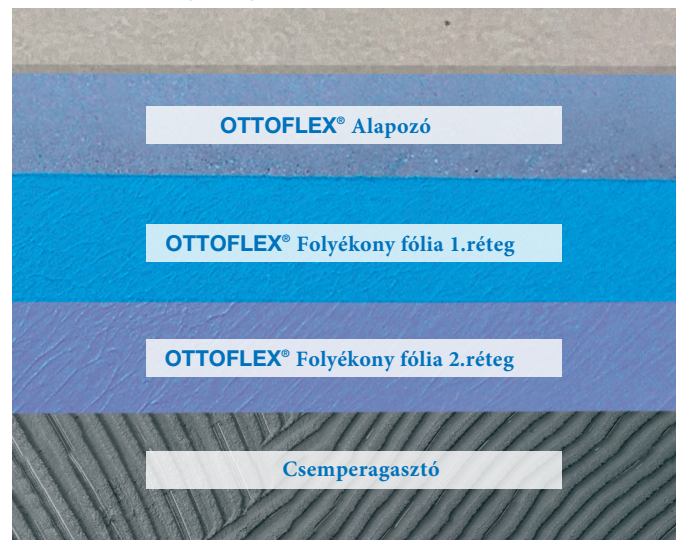 OTTOFLEX® Alapozó
OTTOFLEX® Folyékony fólia 1.réteg
OTTOFLEX® Folyékony fólia 2.réteg
Csemperagasztó